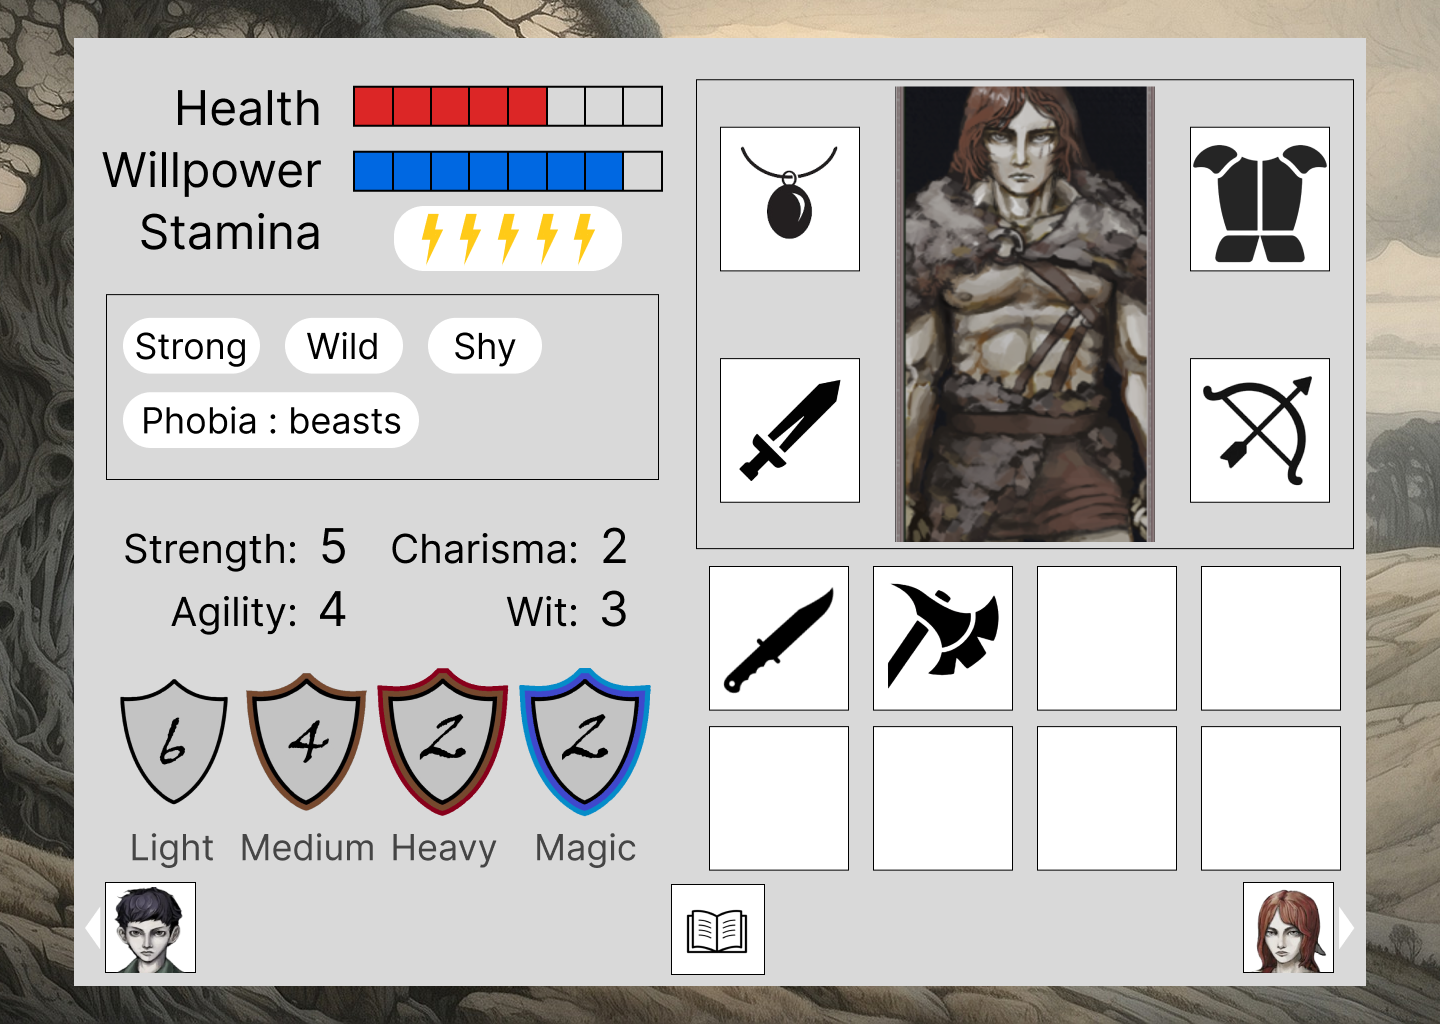 Health
Willpower
Stamina
Strong Wild Shy
Phobia : beasts
Strength: 5 Charisma: 2
Agility: 4 Wit: 3
6 4 2 2
Light Medium Heavy Magic